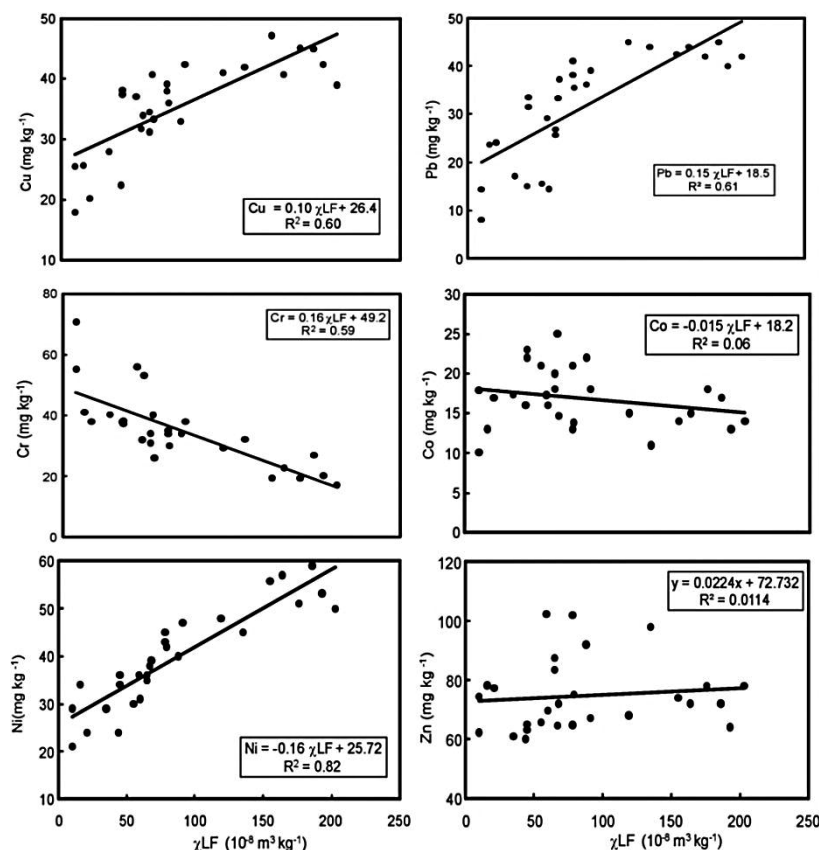 50
40
30
20
10
Cu (mg kg⁻¹)
Cu = 0.10 χLF + 26.4
R² = 0.60
50
40
30
20
10
0
Pb (mg kg⁻¹)
Pb = 0.15 χLF + 18.5
R² = 0.61
0 50 100 150 200 250
80
60
40
20
0
Cr (mg kg⁻¹)
Cr = 0.16 χLF + 49.2
R² = 0.59
30
25
20
15
10
5
0
Co (mg kg⁻¹)
Co = -0.015 χLF + 18.2
R² = 0.06
60
50
40
30
20
10
Ni(mg kg⁻¹)
Ni = -0.16 χLF + 25.72
R² = 0.82
0 50 100 150 200 250
χLF (10⁻⁸ m³ kg⁻¹)
120
100
80
60
40
Zn (mg kg⁻¹)
y = 0.0224x + 72.732
R² = 0.0114
0 50 100 150 200 250
χLF (10⁻⁸ m³ kg⁻¹)